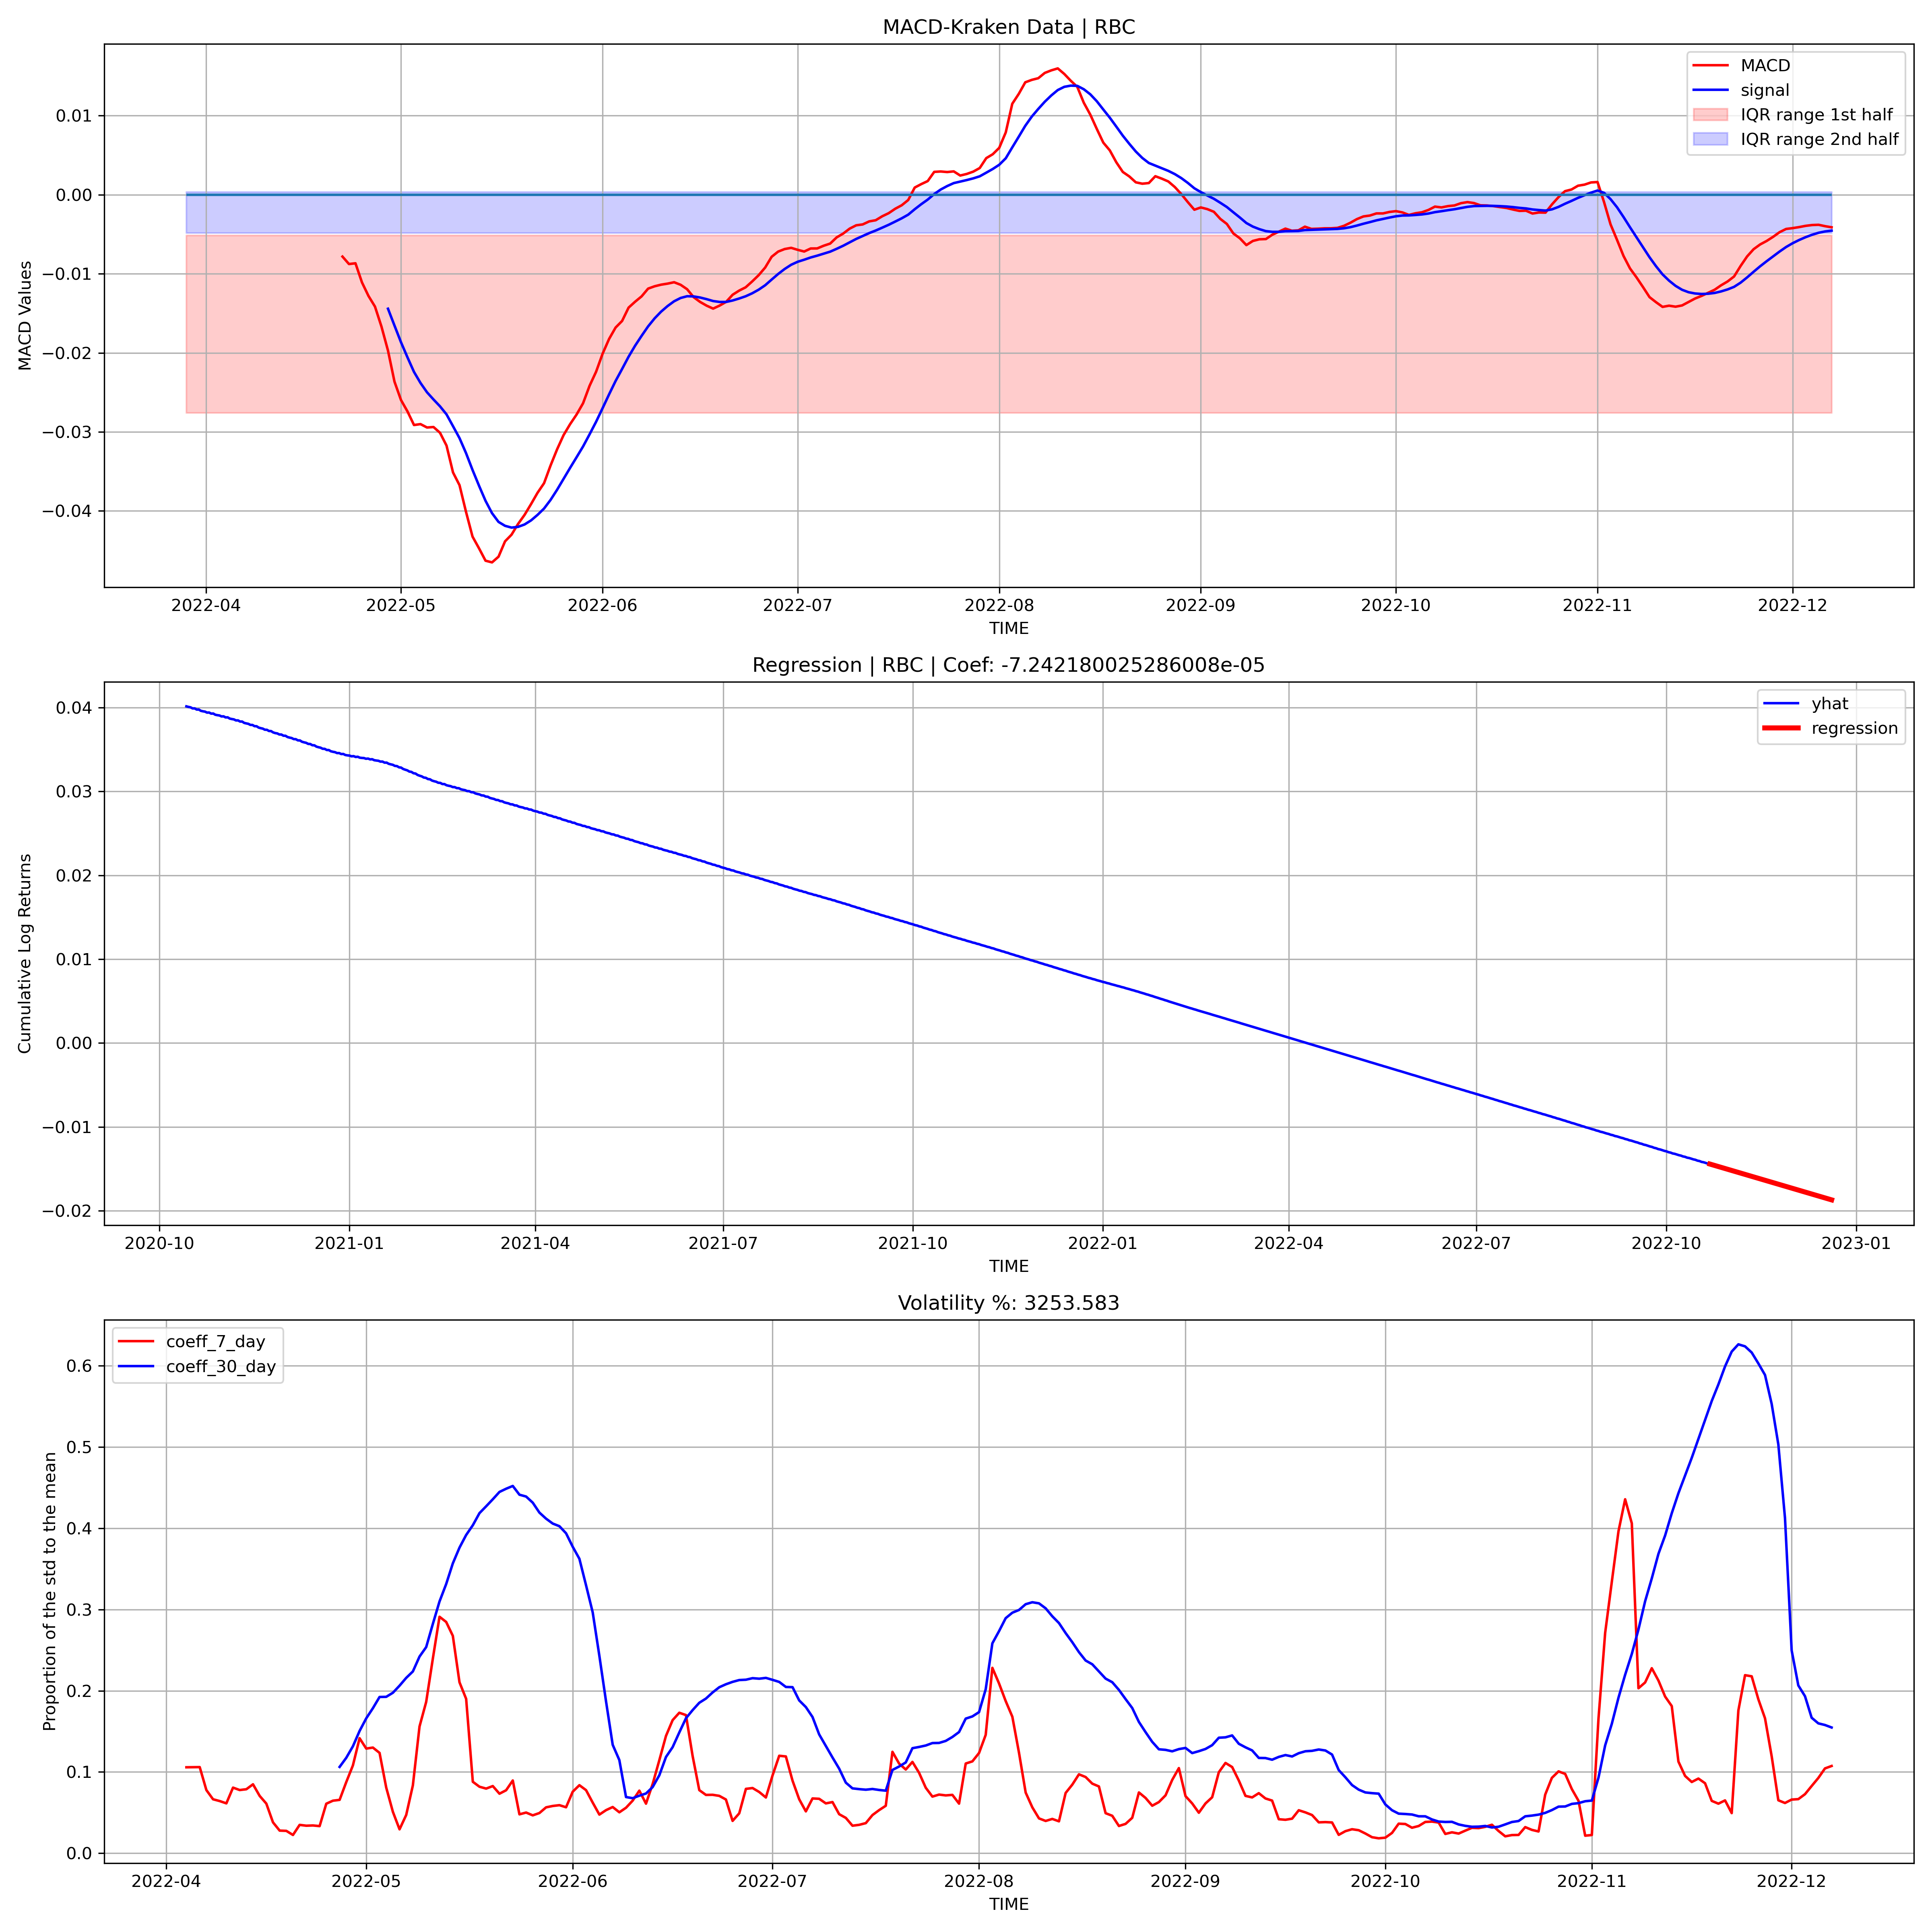 MACD-Kraken Data | RBC
MACD
signal
IQR range 1st half
IQR range 2nd half
0.01
0.00
−0.01
−0.02
−0.03
−0.04
MACD Values
2022-04 2022-05 2022-06 2022-07 2022-08 2022-09 2022-10 2022-11 2022-12
TIME
Regression | RBC | Coef: -7.242180025286008e-05
yhat
regression
0.04
0.03
0.02
0.01
0.00
−0.01
−0.02
Cumulative Log Returns
2020-10 2021-01 2021-04 2021-07 2021-10 2022-01 2022-04 2022-07 2022-10 2023-01
TIME
Volatility %: 3253.583
coeff_7_day
coeff_30_day
0.6
0.5
0.4
0.3
0.2
0.1
0.0
Proportion of the std to the mean
2022-04 2022-05 2022-06 2022-07 2022-08 2022-09 2022-10 2022-11 2022-12
TIME